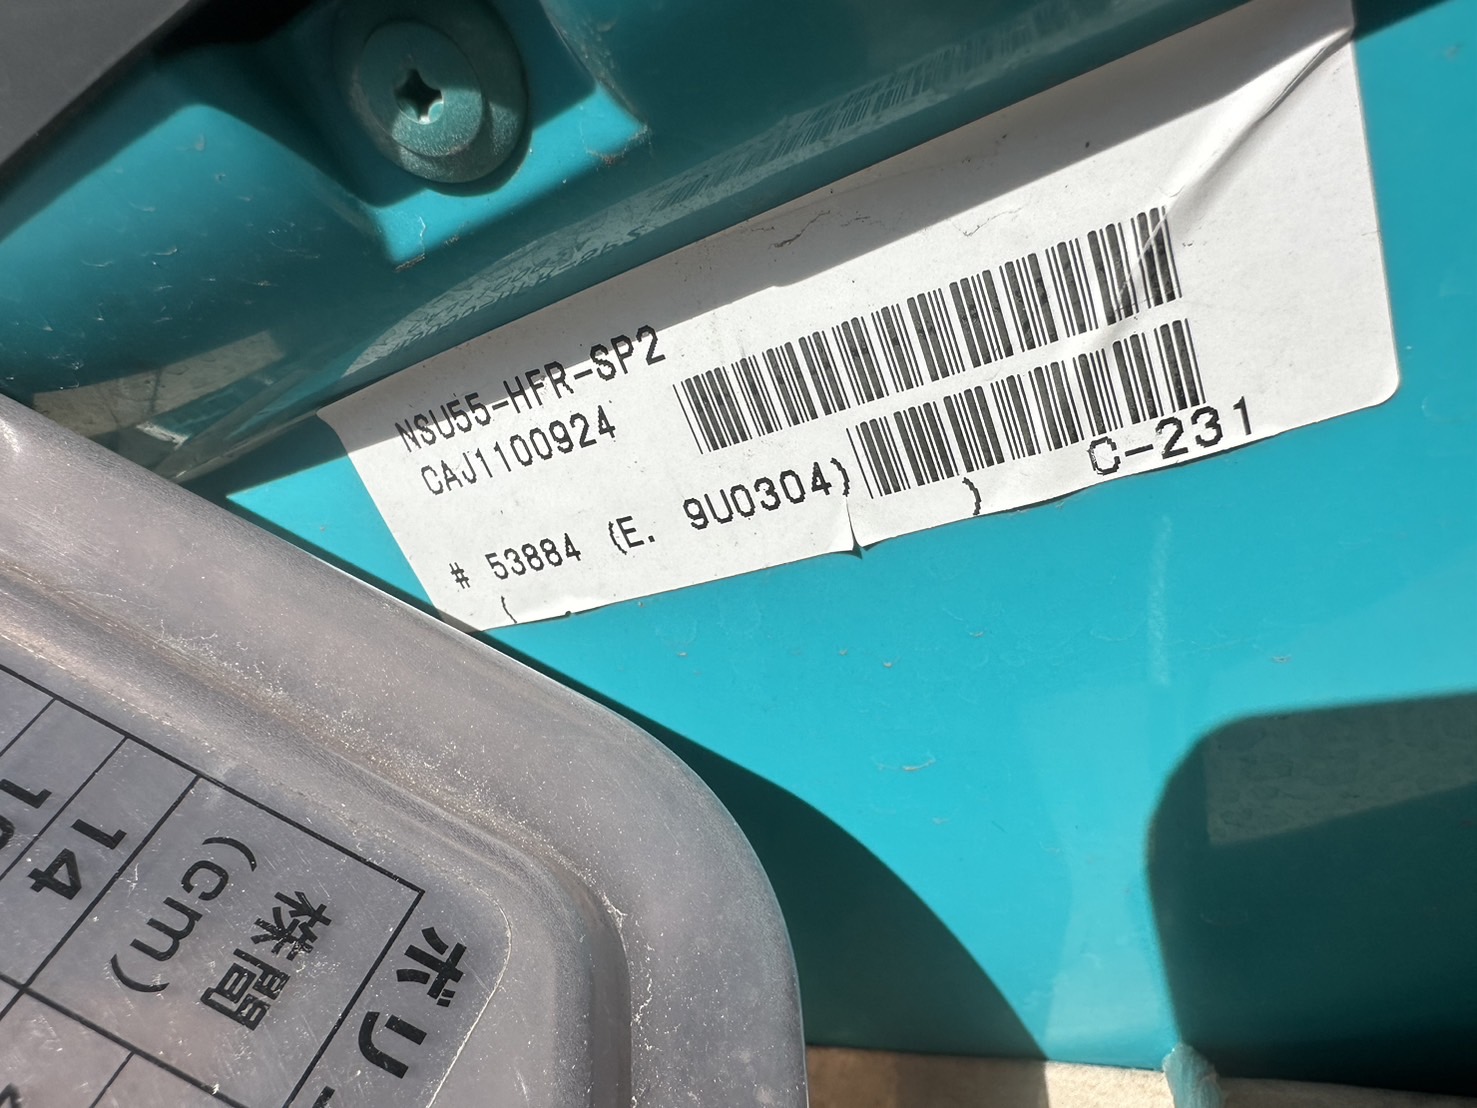 NSU55-HFR-SP2
CAJ1100924
# 53884 (E. 9U0304)
( )
C-231
ボリ
株間
(cm)
14